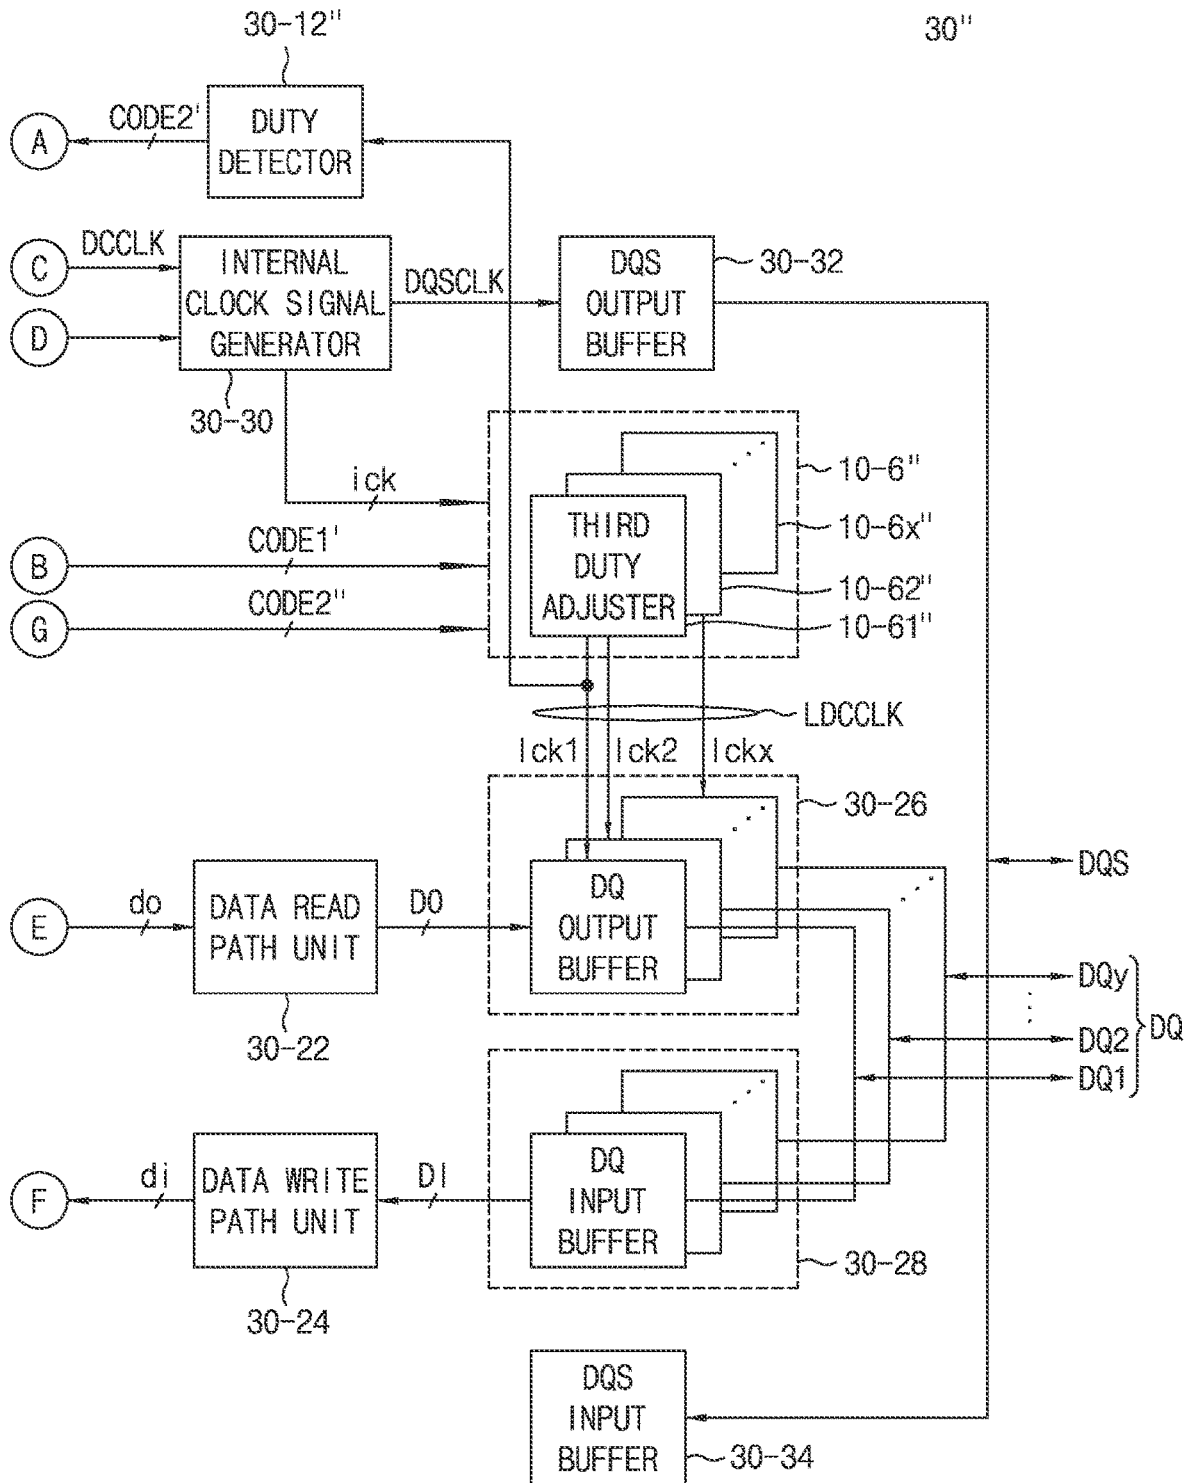 30-12"
30"
A
CODE2'
DUTY
DETECTOR
C
DCCLK
D
INTERNAL
CLOCK SIGNAL
GENERATOR
30-30
DQSCLK
DQS
OUTPUT
BUFFER
30-32
ick
B
CODE1'
G
CODE2"
THIRD
DUTY
ADJUSTER
10-6"
10-6x"
10-62"
10-61"
LDCCLK
lck1
lck2
lckx
30-26
E
do
DATA READ
PATH UNIT
30-22
DO
DQ
OUTPUT
BUFFER
DQS
DQy
DQ2
DQ1
DQ
F
di
DATA WRITE
PATH UNIT
30-24
DI
DQ
INPUT
BUFFER
30-28
DQS
INPUT
BUFFER
30-34